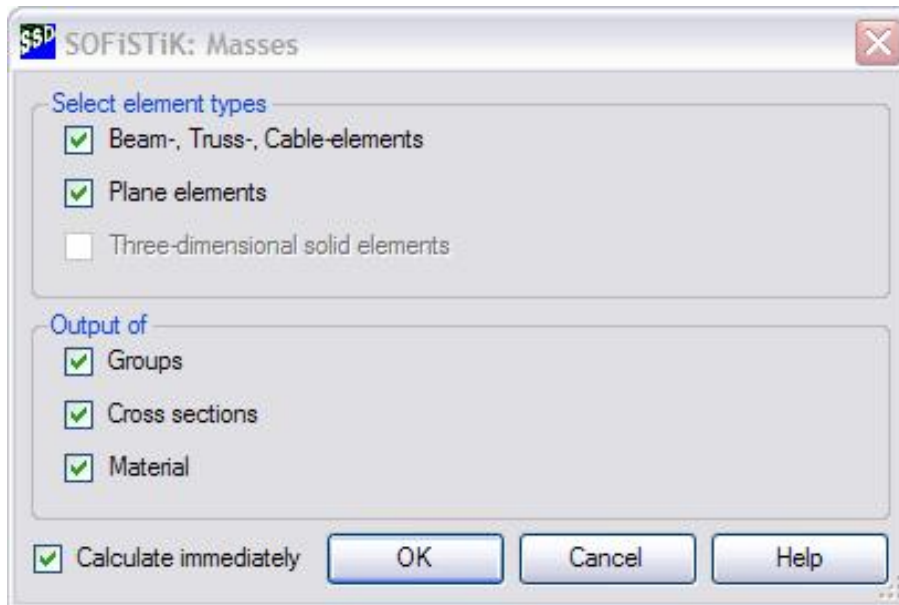 SSD SOFiSTiK: Masses
Select element types
Beam-, Truss-, Cable-elements
Plane elements
Three-dimensional solid elements
Output of
Groups
Cross sections
Material
Calculate immediately OK Cancel Help